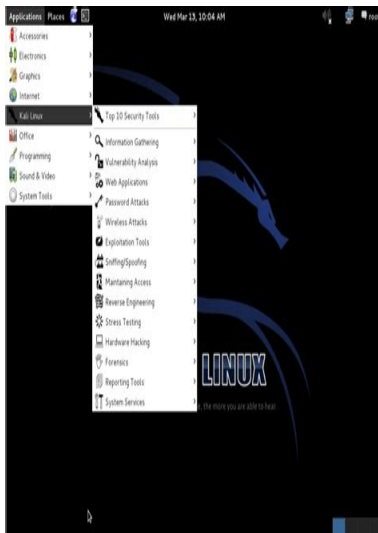 Applications Places Wed Mar 13, 10:04 AM roo
Accessories
Electronics
Graphics
Internet
Kali Linux
Office
Programming
Sound & Video
System Tools
Top 10 Security Tools
Information Gathering
Vulnerability Analysis
Web Applications
Password Attacks
Wireless Attacks
Exploitation Tools
Sniffing/Spoofing
Maintaining Access
Reverse Engineering
Stress Testing
Hardware Hacking
Forensics
Reporting Tools
System Services
LINUX
, the more you are able to hear